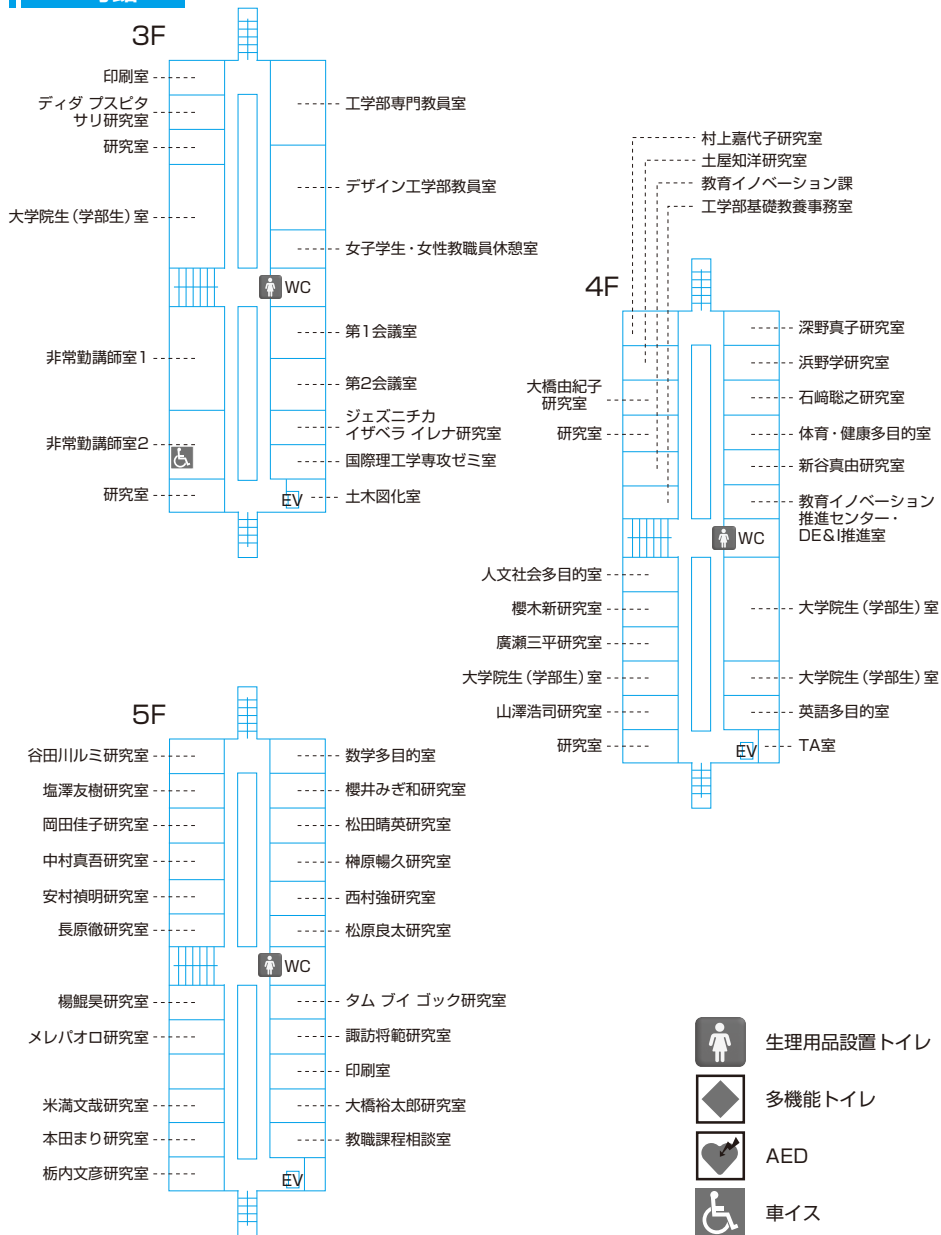 3F
印刷室
ディダ プスピタ
サリ研究室
研究室
大学院生(学部生)室
非常勤講師室1
非常勤講師室2
研究室
工学部専門教員室
デザイン工学部教員室
女子学生・女性教職員休憩室
WC
第1会議室
第2会議室
ジェズニチカ
イザベラ イレナ研究室
国際理工学専攻ゼミ室
EV
土木図化室
4F
村上嘉代子研究室
土屋知洋研究室
教育イノベーション課
工学部基礎教養事務室
大橋由紀子
研究室
研究室
人文社会多目的室
櫻木新研究室
廣瀬三平研究室
大学院生(学部生)室
山澤浩司研究室
研究室
深野真子研究室
浜野学研究室
石﨑聡之研究室
体育・健康多目的室
新谷真由研究室
教育イノベーション
推進センター・
DE&I推進室
WC
大学院生(学部生)室
大学院生(学部生)室
英語多目的室
EV
TA室
5F
谷田川ルミ研究室
塩澤友樹研究室
岡田佳子研究室
中村真吾研究室
安村禎明研究室
長原徹研究室
楊鯤昊研究室
メレパオロ研究室
米満文哉研究室
本田まり研究室
栃内文彦研究室
数学多目的室
櫻井みぎ和研究室
松田晴英研究室
榊原暢久研究室
西村強研究室
松原良太研究室
WC
タム ブイ ゴック研究室
諏訪将範研究室
印刷室
大橋裕太郎研究室
教職課程相談室
EV
生理用品設置トイレ
多機能トイレ
AED
車イス